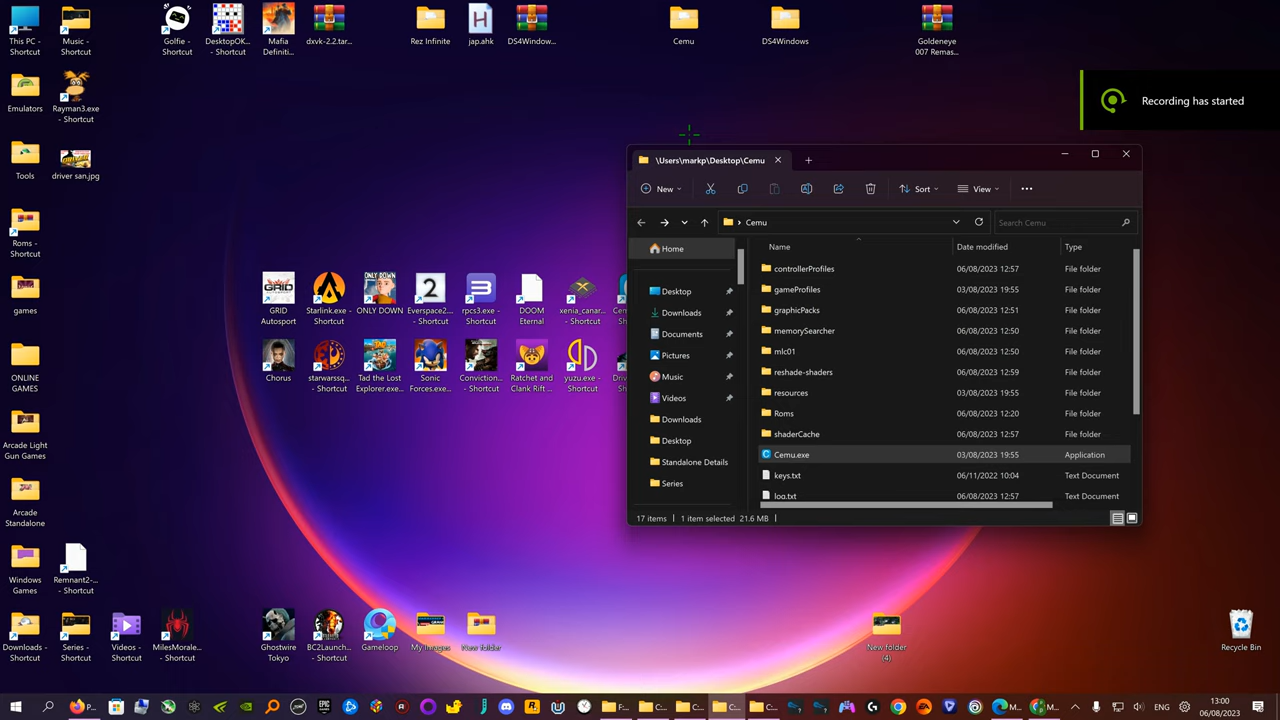 This PC - Shortcut
Music - Shortcut
Golfie - Shortcut
DesktopOK... - Shortcut
Mafia Definiti...
dxvk-2.2.tar...
Rez Infinite
jap.ahk
DS4Window...
Cemu
DS4Windows
Goldeneye 007 Remas...
Recording has started
Emulators
Rayman3.exe - Shortcut
Tools
driver san.jpg
Roms - Shortcut
games
GRID Autosport
Starlink.exe - Shortcut
ONLY DOWN
Everspace2... - Shortcut
rpcs3.exe - Shortcut
DOOM Eternal
xenia_canar... - Shortcut
ONLINE GAMES
Chorus
starwarssq... - Shortcut
Tad the Lost Explorer.exe...
Sonic Forces.exe...
Conviction... - Shortcut
Ratchet and Clank Rift ...
yuzu.exe - Shortcut
Arcade Light Gun Games
Arcade Standalone
Windows Games
Remnant2-... - Shortcut
Downloads - Shortcut
Series - Shortcut
Videos - Shortcut
MilesMorale... - Shortcut
Ghostwire Tokyo
BC2Launch... - Shortcut
Gameloop
My Images
New folder
New folder (4)
Recycle Bin
\Users\markp\Desktop\Cemu
New
Sort
View
Cemu
Search Cemu
Home
Desktop
Downloads
Documents
Pictures
Music
Videos
Downloads
Desktop
Standalone Details
Series
Name Date modified Type
controllerProfiles 06/08/2023 12:57 File folder
gameProfiles 03/08/2023 19:55 File folder
graphicPacks 06/08/2023 12:51 File folder
memorySearcher 06/08/2023 12:50 File folder
mlc01 06/08/2023 12:50 File folder
reshade-shaders 06/08/2023 12:59 File folder
resources 03/08/2023 19:55 File folder
Roms 06/08/2023 12:20 File folder
shaderCache 06/08/2023 12:57 File folder
Cemu.exe 03/08/2023 19:55 Application
keys.txt 06/11/2022 10:04 Text Document
log.txt 06/08/2023 12:57 Text Document
17 items 1 item selected 21.6 MB
ENG
13:00
06/08/2023